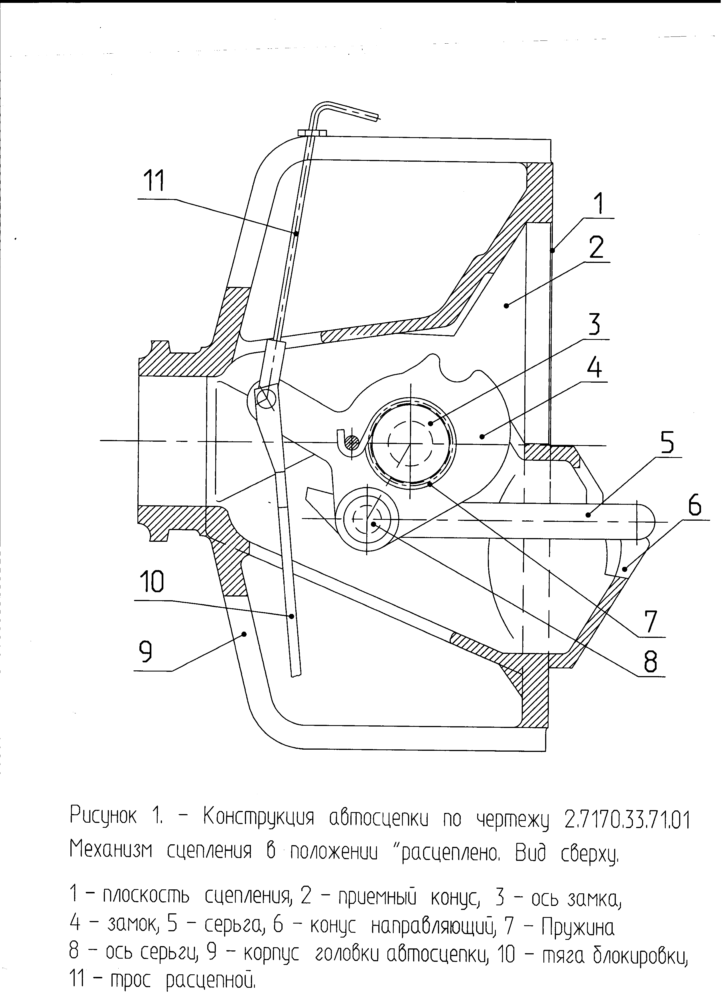 11
1
2
3
4
5
6
10
7
9
8
Рисунок 1. – Конструкция автосцепки по чертежу 2.7170.33.71.01
Механизм сцепления в положении "расцеплено. Вид сверху.
1 – плоскость сцепления, 2 – приемный конус, 3 – ось замка,
4 – замок, 5 – серьга, 6 – конус направляющий, 7 – Пружина
8 – ось серьги, 9 – корпус головки автосцепки, 10 – тяга блокировки,
11 – трос расцепной.